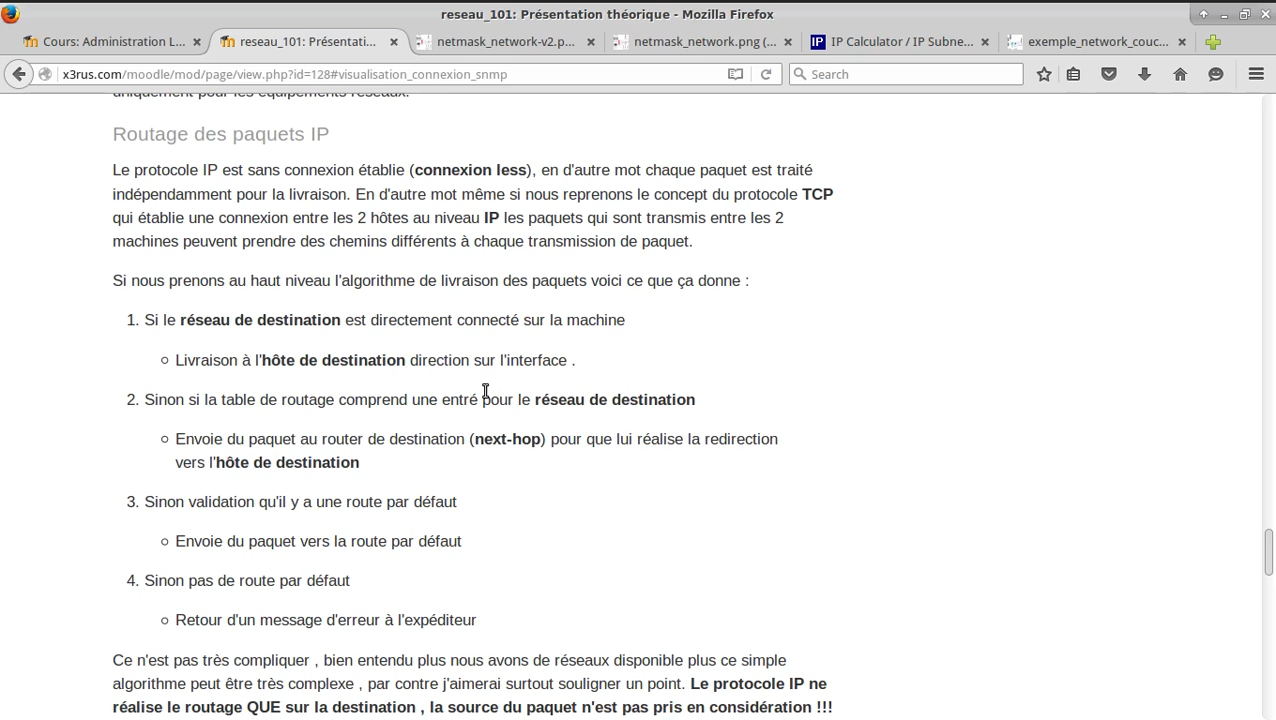 reseau_101: Présentation théorique - Mozilla Firefox
Cours: Administration L... reseau_101: Présentati... netmask_network-v2.p... netmask_network.png (... IP IP Calculator / IP Subne... exemple_network_couc...
x3rus.com/moodle/mod/page/view.php?id=128#visualisation_connexion_snmp Search
uniquement pour les équipements réseaux.
Routage des paquets IP
Le protocole IP est sans connexion établie (connexion less), en d'autre mot chaque paquet est traité
indépendamment pour la livraison. En d'autre mot même si nous reprenons le concept du protocole TCP
qui établie une connexion entre les 2 hôtes au niveau IP les paquets qui sont transmis entre les 2
machines peuvent prendre des chemins différents à chaque transmission de paquet.
Si nous prenons au haut niveau l'algorithme de livraison des paquets voici ce que ça donne :
1. Si le réseau de destination est directement connecté sur la machine
Livraison à l'hôte de destination direction sur l'interface .
2. Sinon si la table de routage comprend une entré pour le réseau de destination
Envoie du paquet au router de destination (next-hop) pour que lui réalise la redirection
vers l'hôte de destination
3. Sinon validation qu'il y a une route par défaut
Envoie du paquet vers la route par défaut
4. Sinon pas de route par défaut
Retour d'un message d'erreur à l'expéditeur
Ce n'est pas très compliquer , bien entendu plus nous avons de réseaux disponible plus ce simple
algorithme peut être très complexe , par contre j'aimerai surtout souligner un point. Le protocole IP ne
réalise le routage QUE sur la destination , la source du paquet n'est pas pris en considération !!!